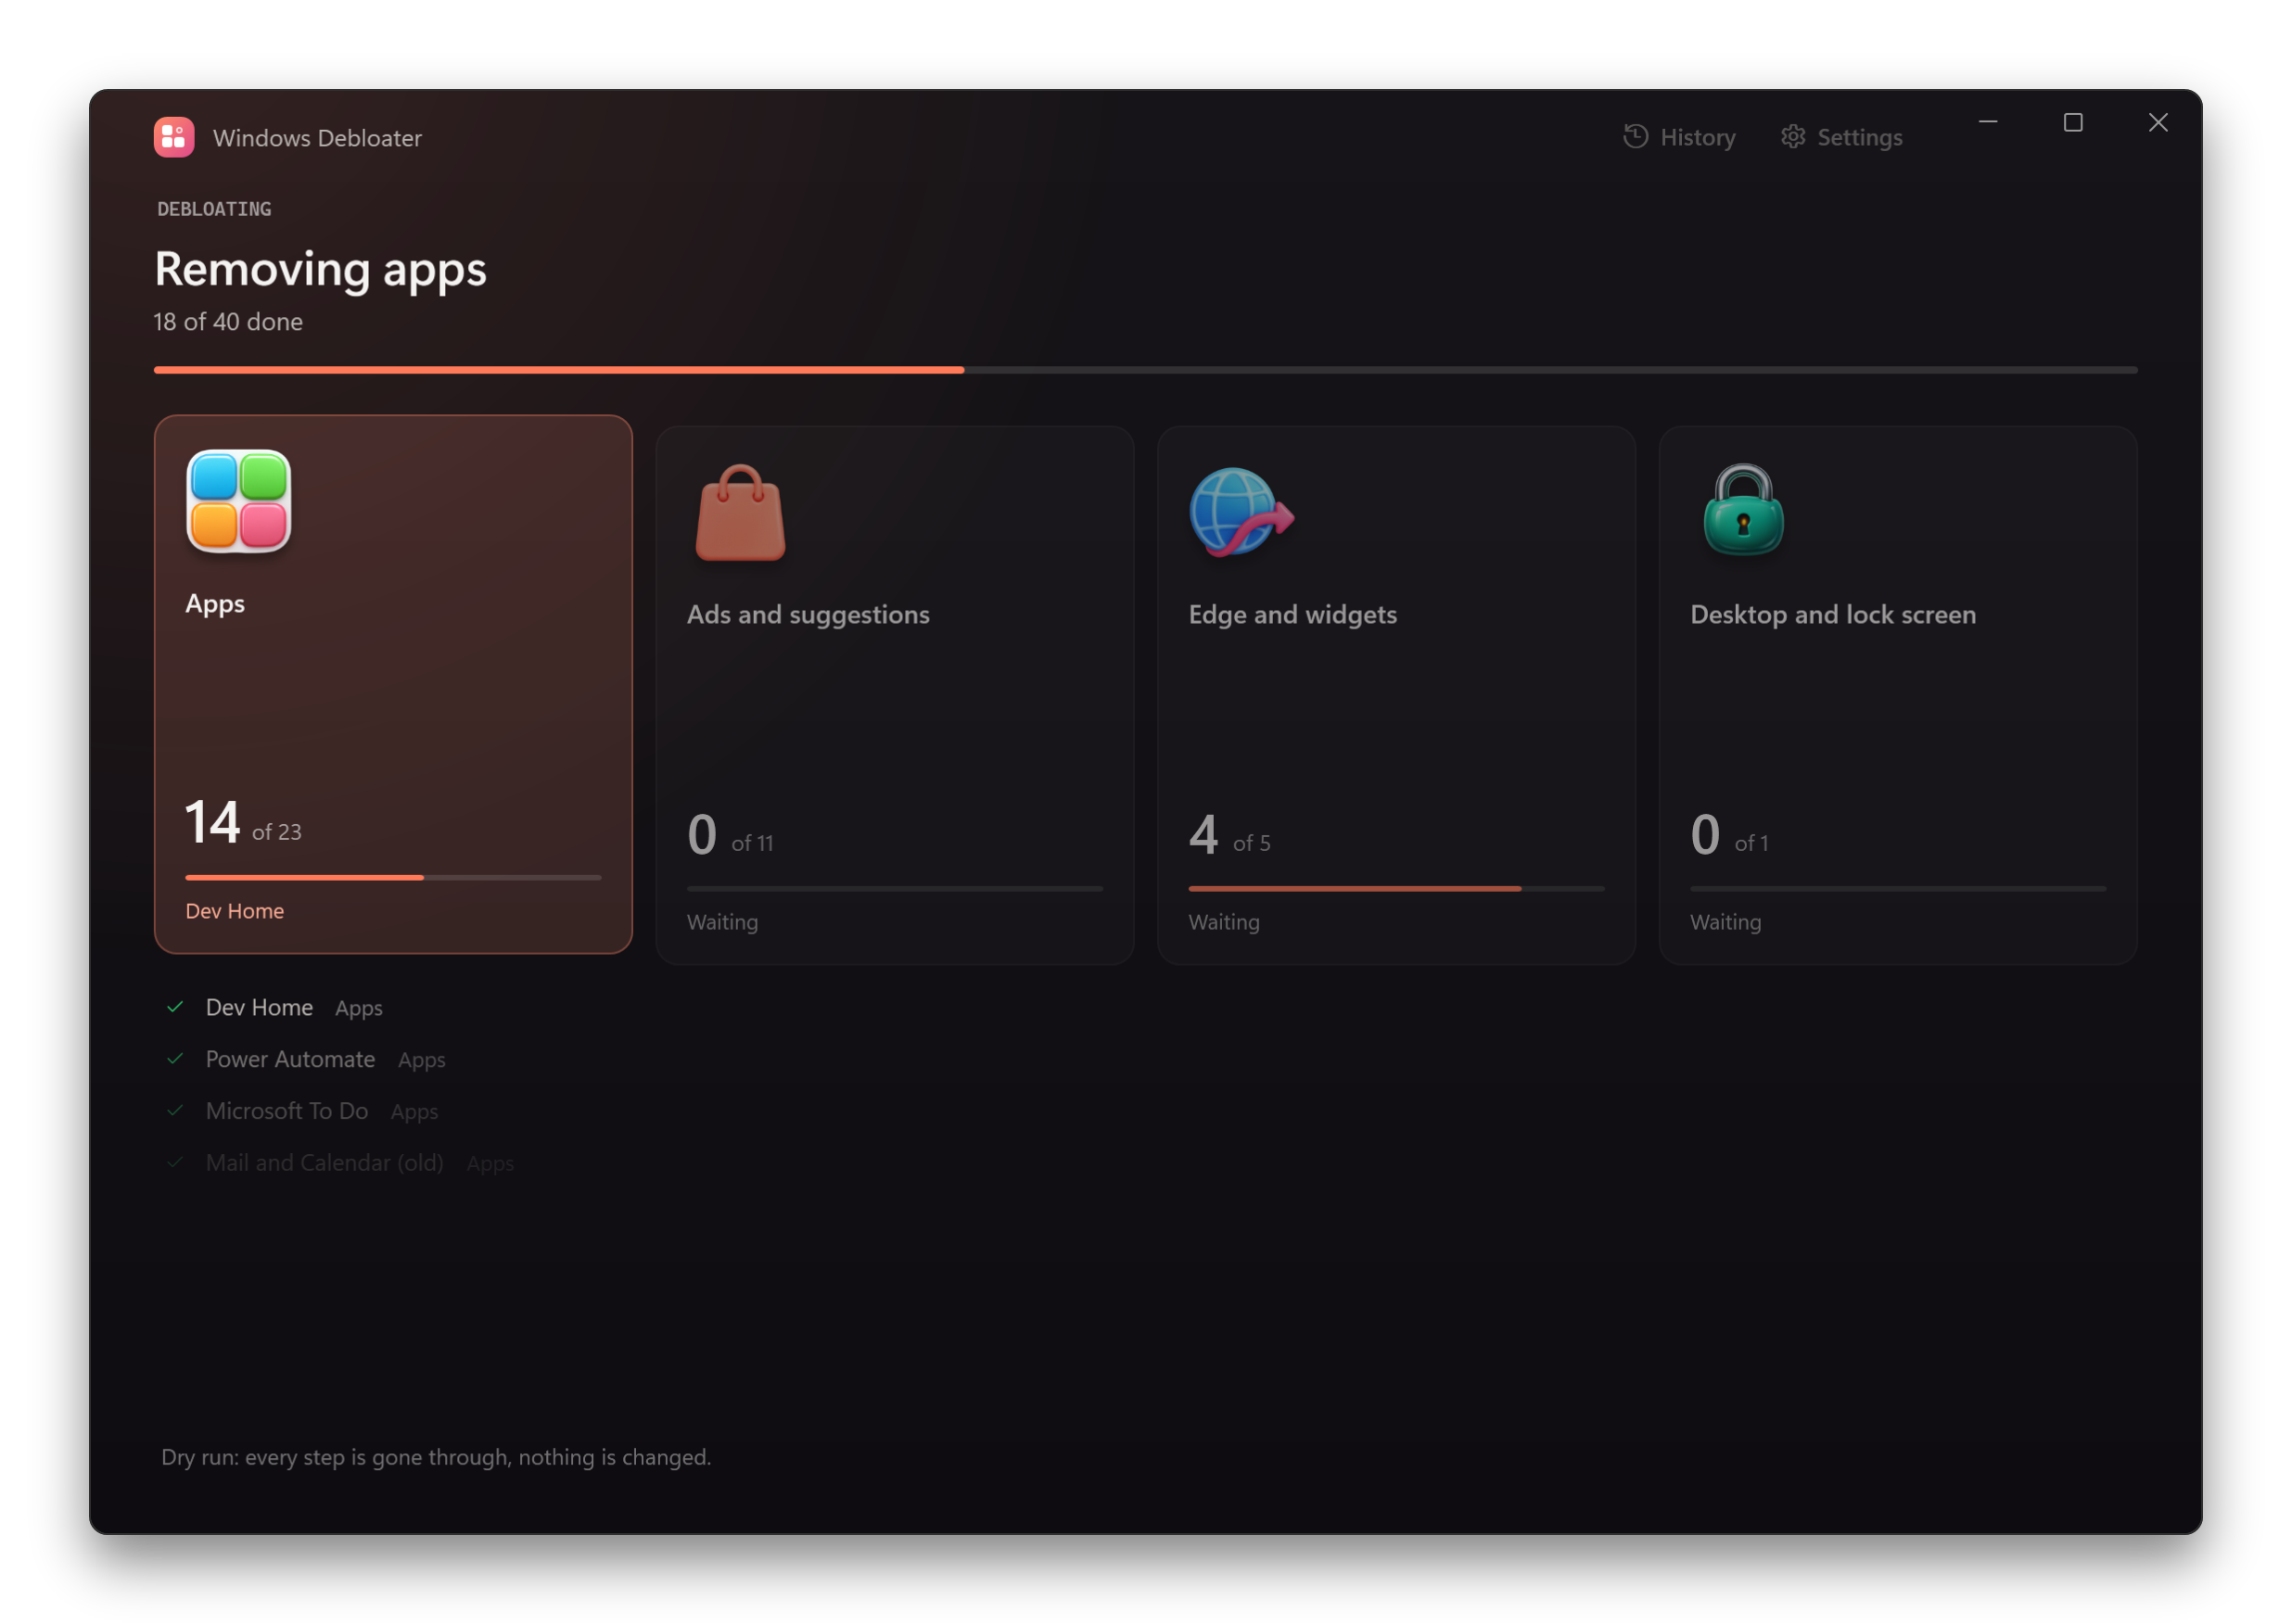 Windows Debloater
History
Settings
DEBLOATING
Removing apps
18 of 40 done
Apps
14 of 23
Dev Home
Ads and suggestions
0 of 11
Waiting
Edge and widgets
4 of 5
Waiting
Desktop and lock screen
0 of 1
Waiting
Dev Home Apps
Power Automate Apps
Microsoft To Do Apps
Mail and Calendar (old) Apps
Dry run: every step is gone through, nothing is changed.